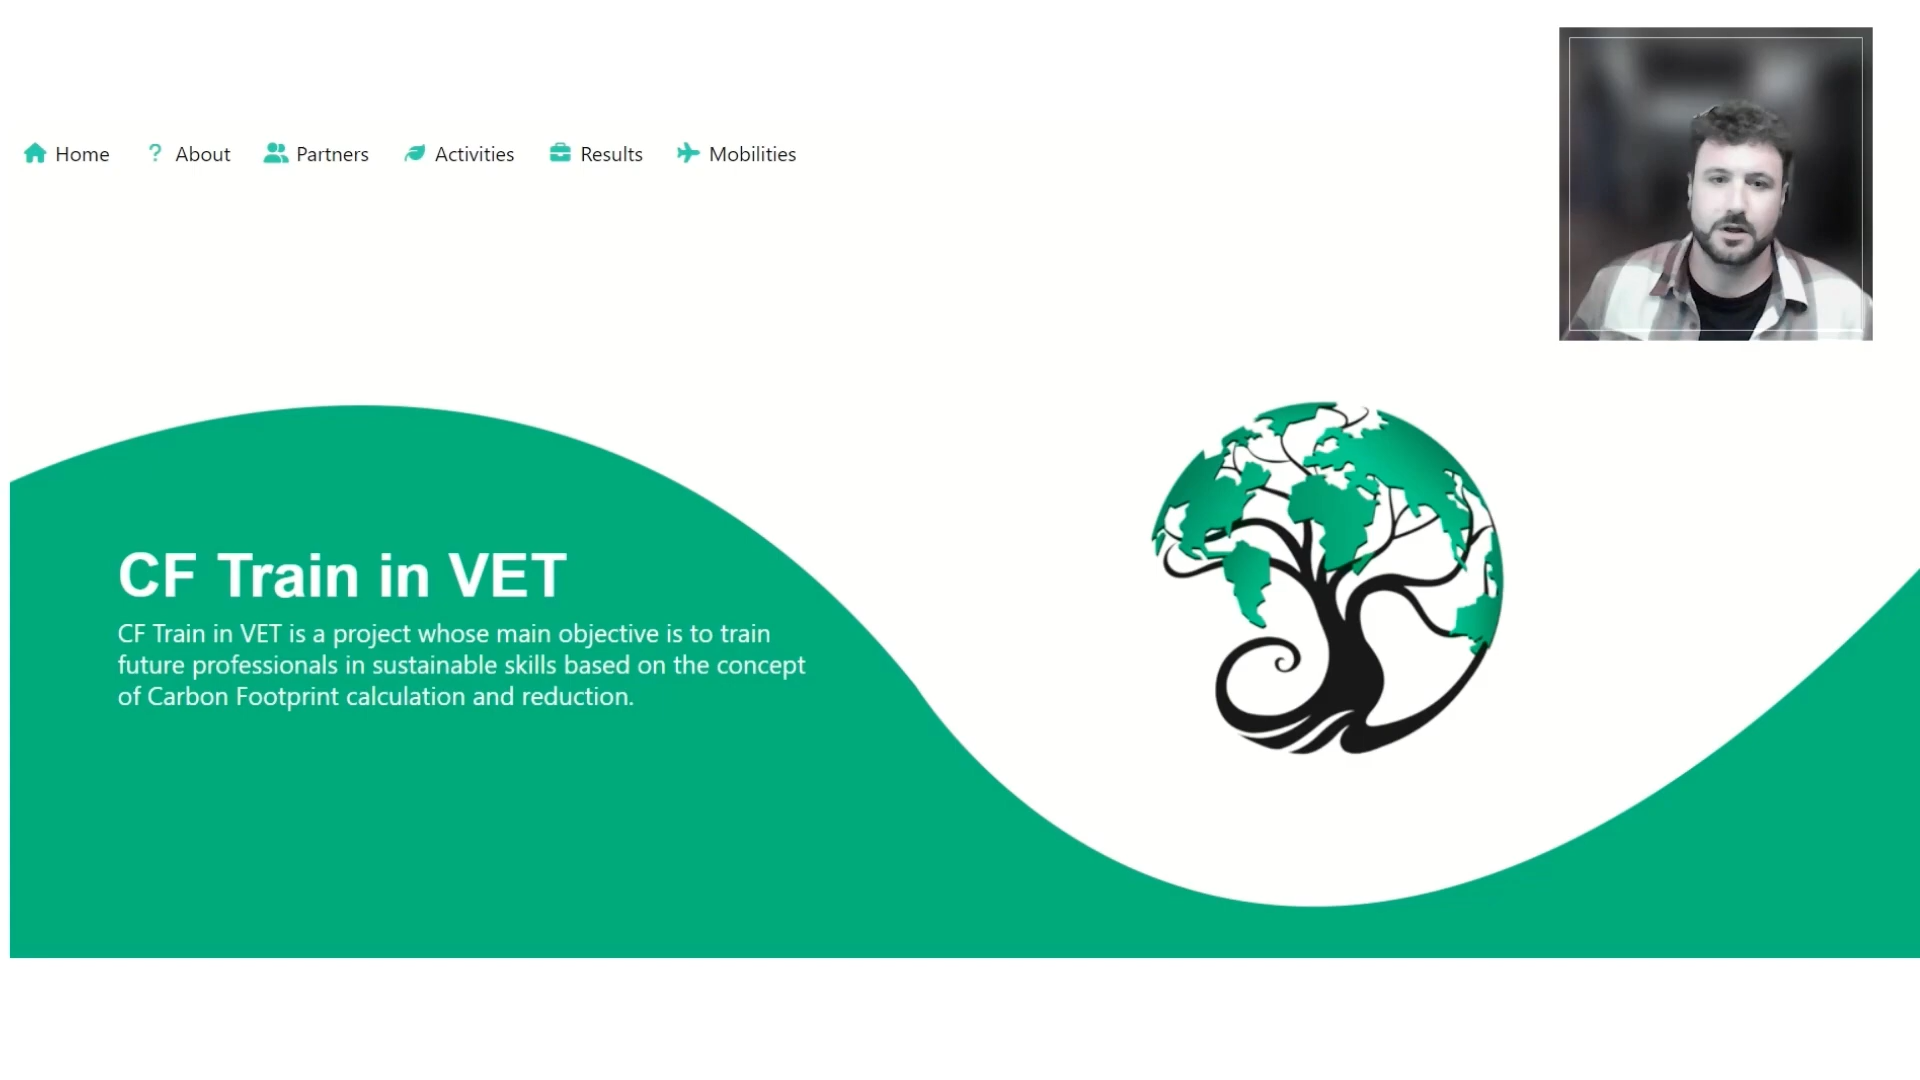 Home ? About Partners Activities Results Mobilities
CF Train in VET
CF Train in VET is a project whose main objective is to train
future professionals in sustainable skills based on the concept
of Carbon Footprint calculation and reduction.